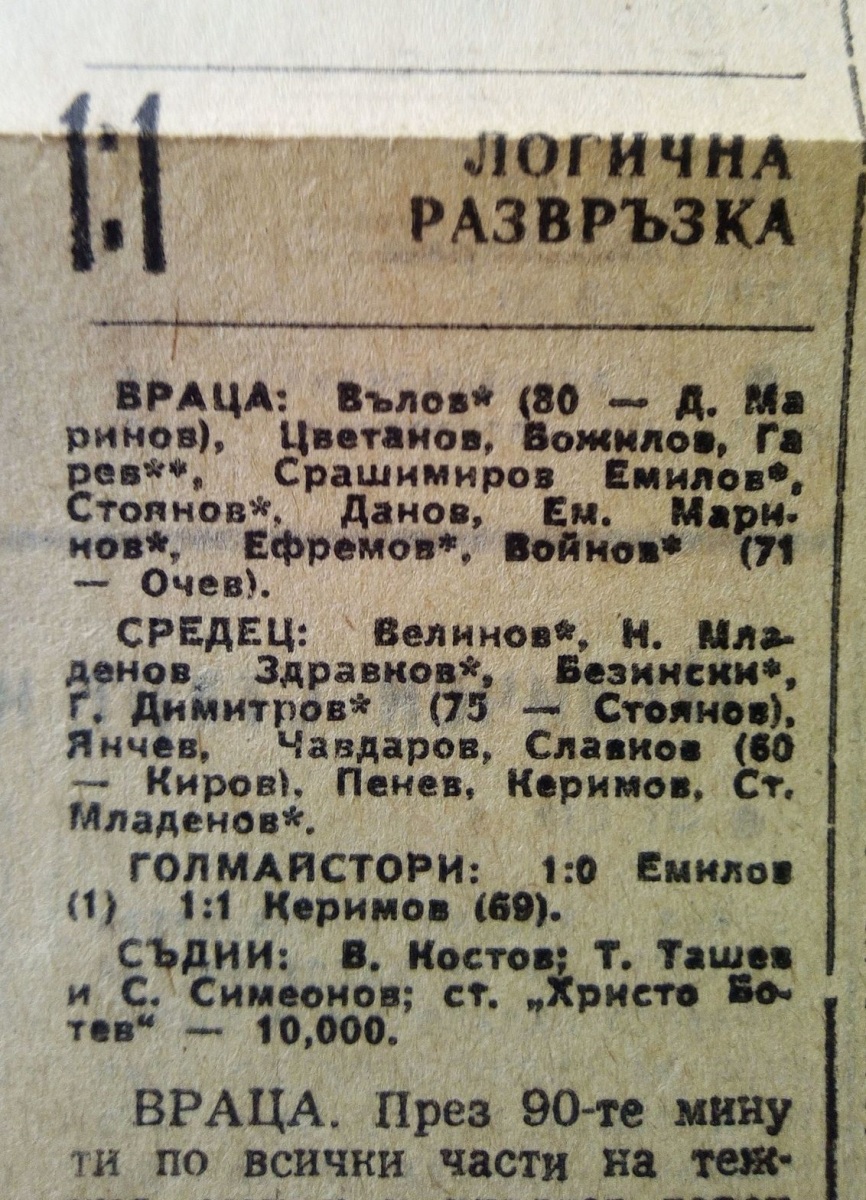 1:1
ЛОГИЧНА
РАЗВРЪЗКА
ВРАЦА: Вълов* (80 — Д. Ма
ринов), Цветанов, Божилов, Га
рев**, Срашимиров Емилов*,
Стоянов*, Данов, Ем. Мари-
нов*, Ефремов*, Войнов* (71
— Очев).
СРЕДЕЦ: Велинов*, Н. Мла-
денов, Здравков*, Безински*,
Г. Димитров* (75 — Стоянов),
Янчев, Чавдаров, Славков (60
— Киров), Пенев, Керимов, Ст.
Младенов*.
ГОЛМАЙСТОРИ: 1:0 Емилов
(1) 1:1 Керимов (69).
СЪДИИ: В. Костов; Т. Ташев
и С. Симеонов; ст. „Христо Бо-
тев“ — 10,000.
ВРАЦА. През 90-те мину
ти по всички части на теж-